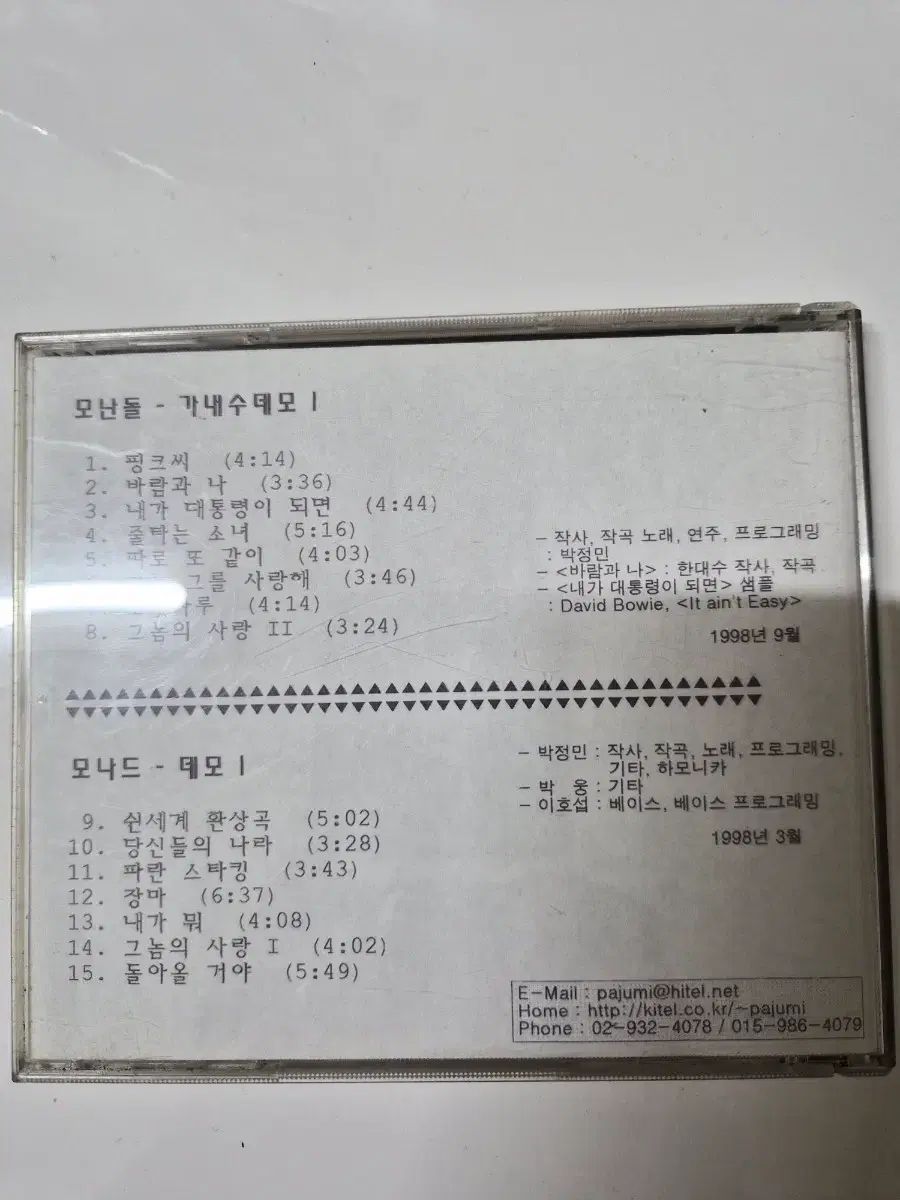 모난돌 - 가내수데모 I
1. 핑크씨 (4:14)
2. 바람과 나 (3:36)
3. 내가 대통령이 되면 (4:44)
4. 줄타는 소녀 (5:16)
5. 따로 또 같이 (4:03)
그를 사랑해 (3:46)
(4:14)
8. 그놈의 사랑 II (3:24)
- 작사, 작곡 노래, 연주, 프로그래밍
: 박정민
- <바람과 나> : 한대수 작사, 작곡
- <내가 대통령이 되면> 샘플
: David Bowie, <It ain't Easy>
1998년 9월
모나드 - 데모 I
9. 쉰세계 환상곡 (5:02)
10. 당신들의 나라 (3:28)
11. 파란 스타킹 (3:43)
12. 장마 (6:37)
13. 내가 뭐 (4:08)
14. 그놈의 사랑 I (4:02)
15. 돌아올 거야 (5:49)
- 박정민 : 작사, 작곡, 노래, 프로그래밍,
기타, 하모니카
- 박 웅 : 기타
- 이호섭 : 베이스, 베이스 프로그래밍
1998년 3월
E-Mail : pajumi@hitel.net
Home : http://kitel.co.kr/~pajumi
Phone : 02-932-4078 / 015-986-4079